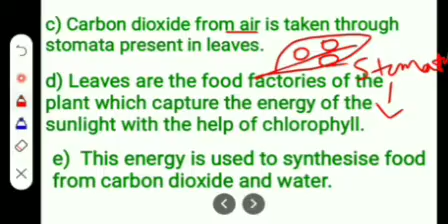 c) Carbon dioxide from air is taken through
stomata present in leaves.
Stomat
d) Leaves are the food factories of the
plant which capture the energy of the
sunlight with the help of chlorophyll.
e) This energy is used to synthesise food
from carbon dioxide and water.